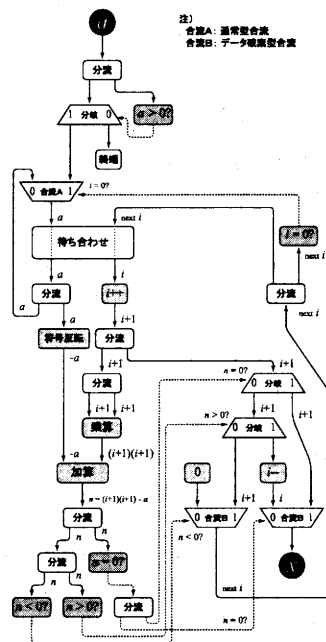 注)
合流A: 通常型合流
合流B: データ破棄型合流
a
分流
1 分岐 0
a > 0?
終端
0 合流A 1
i = 0?
a
next i
待ち合わせ
i = 0?
a
i
next i
分流
i++
分流
a
a
i+1
next i
符号反転
分流
-a
i+1
i+1
n = 0?
分流
0 分岐 1
i+1
i+1
n > 0?
i+1
乗算
0 分岐 1
i+1
-a
(i+1)(i+1)
加算
0
i--
n = (i+1)(i+1) - a
i+1
i
分流
0 合流B 1
0 合流B 1
n
n
n < 0?
分流
n = 0?
N
n
n
n < 0?
n > 0?
分流
next i
n = 0?